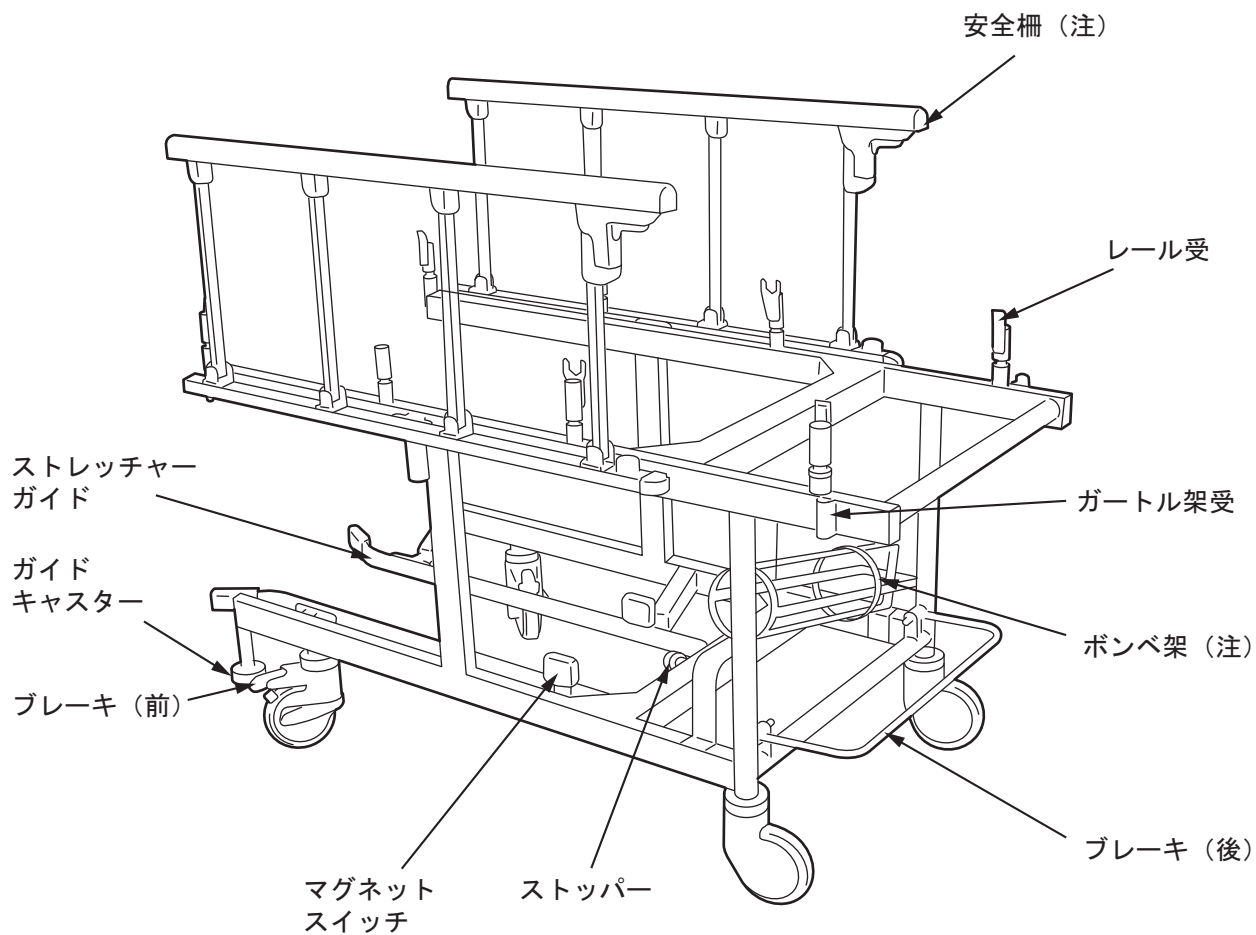 安全柵（注）
レール受
ストレッチャー
ガイド
ガートル架受
ガイド
キャスター
ボンベ架（注）
ブレーキ（前）
ブレーキ（後）
マグネット
スイッチ
ストッパー